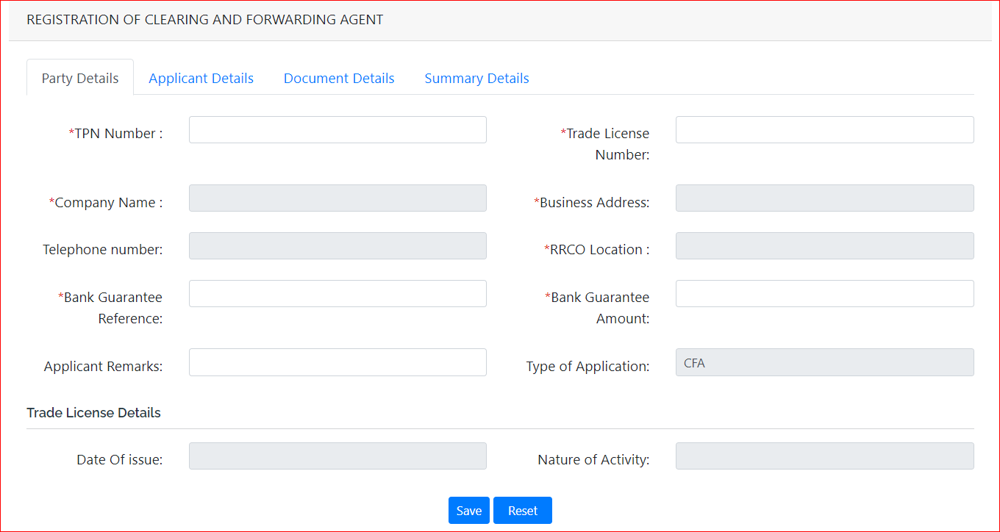 REGISTRATION OF CLEARING AND FORWARDING AGENT
Party Details
Applicant Details
Document Details
Summary Details
*TPN Number :
*Trade License
Number:
*Company Name :
*Business Address:
Telephone number:
*RRCO Location :
*Bank Guarantee
Reference:
*Bank Guarantee
Amount:
Applicant Remarks:
Type of Application:
CFA
Trade License Details
Date Of issue:
Nature of Activity:
Save
Reset